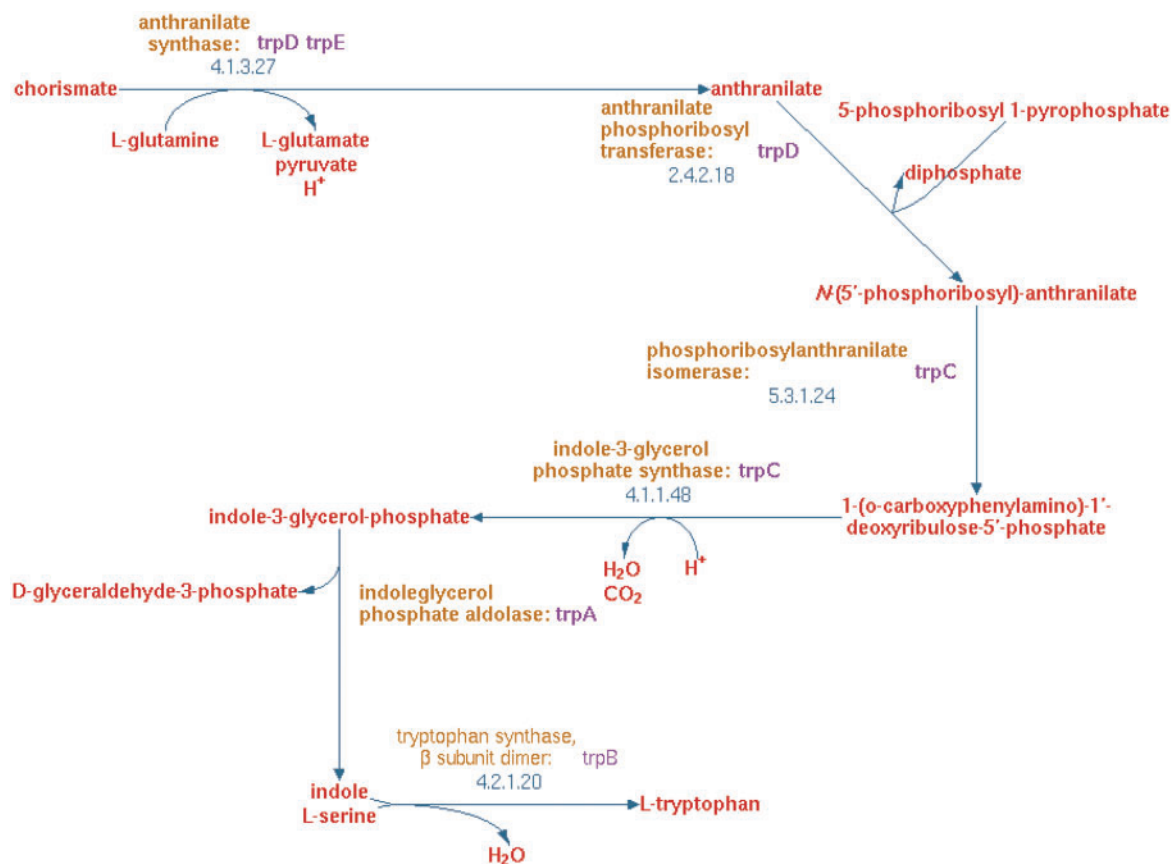 anthranilate
synthase: trpD trpE
4.1.3.27
chorismate
anthranilate
L-glutamine
L-glutamate
pyruvate
H+
anthranilate
phosphoribosyl
transferase: trpD
2.4.2.18
5-phosphoribosyl 1-pyrophosphate
diphosphate
N-(5'-phosphoribosyl)-anthranilate
phosphoribosylanthranilate
isomerase: trpC
5.3.1.24
indole-3-glycerol
phosphate synthase: trpC
4.1.1.48
1-(o-carboxyphenylamino)-1'-
deoxyribulose-5'-phosphate
indole-3-glycerol-phosphate
H2O
CO2
H+
D-glyceraldehyde-3-phosphate
indoleglycerol
phosphate aldolase: trpA
tryptophan synthase,
β subunit dimer: trpB
4.2.1.20
indole
L-serine
L-tryptophan
H2O